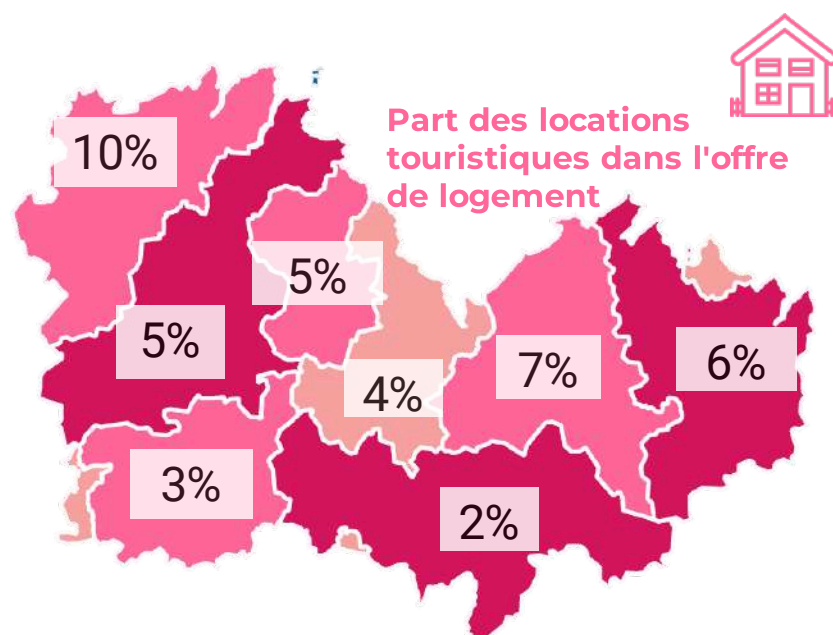 Part des locations
touristiques dans l'offre
de logement
10%
5%
5%
4%
7%
6%
3%
2%